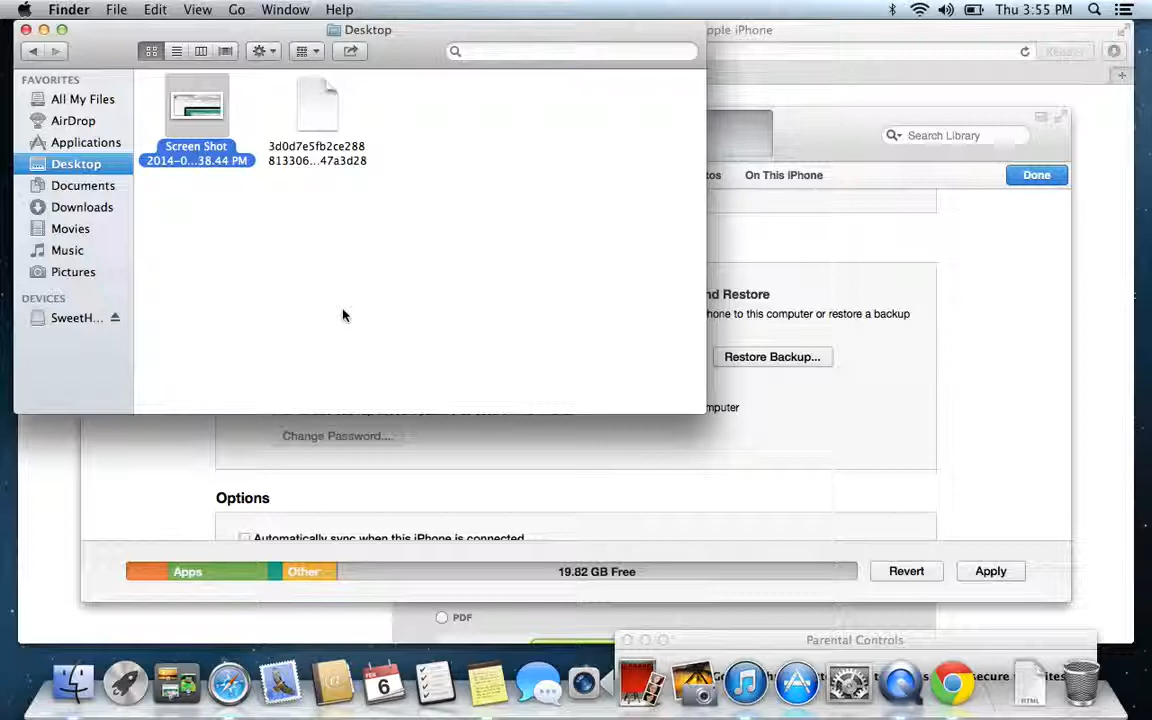 Finder File Edit View Go Window Help
Thu 3:55 PM
Desktop
pple iPhone
Reader
FAVORITES
All My Files
AirDrop
Applications
Desktop
Documents
Downloads
Movies
Music
Pictures
DEVICES
SweetH...
Screen Shot
2014-0...38.44 PM
3d0d7e5fb2ce288
813306...47a3d28
Search Library
tos
On This iPhone
Done
nd Restore
hone to this computer or restore a backup
Restore Backup...
mputer
Change Password...
Options
Automatically sync when this iPhone is connected
Apps
Other
19.82 GB Free
Revert
Apply
PDF
Parental Controls
FEB
6
HTML